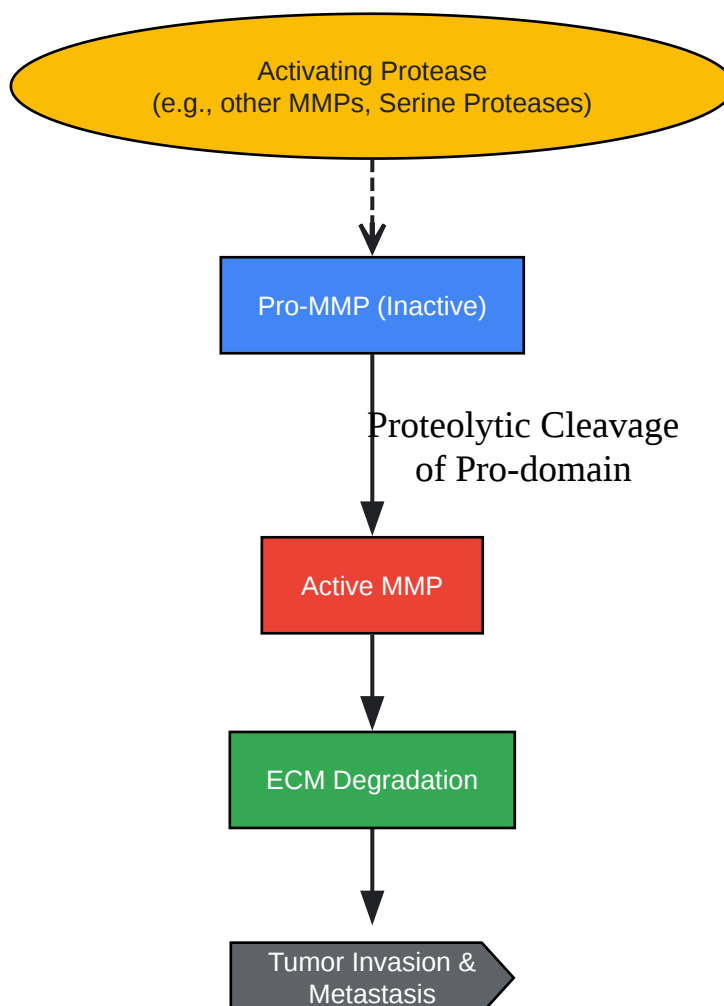 Activating Protease
(e.g., other MMPs, Serine Proteases)
Pro-MMP (Inactive)
Proteolytic Cleavage
of Pro-domain
Active MMP
ECM Degradation
Tumor Invasion &
Metastasis